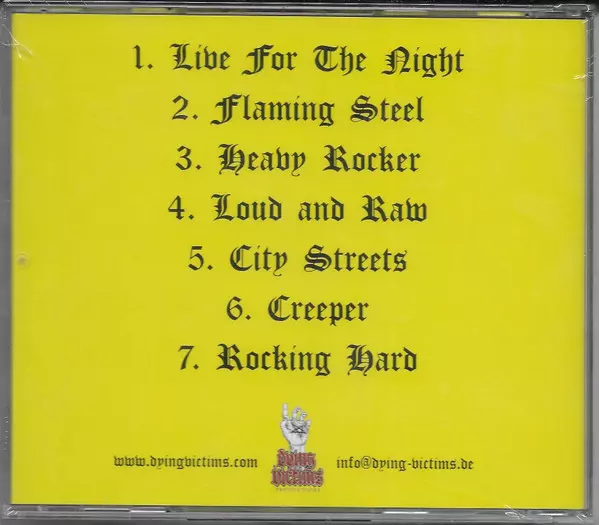 1. Live For The Night
2. Flaming Steel
3. Heavy Rocker
4. Loud and Raw
5. City Streets
6. Creeper
7. Rocking Hard
www.dyingvictims.com
Dying
Victims
info@dying-victims.de